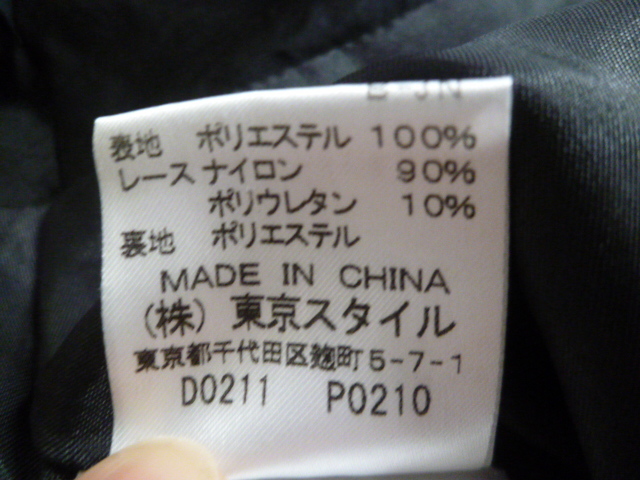 表地 ポリエステル 100%
レース ナイロン 90%
ポリウレタン 10%
裏地 ポリエステル
MADE IN CHINA
(株) 東京スタイル
東京都千代田区麹町5-7-1
D0211 P0210